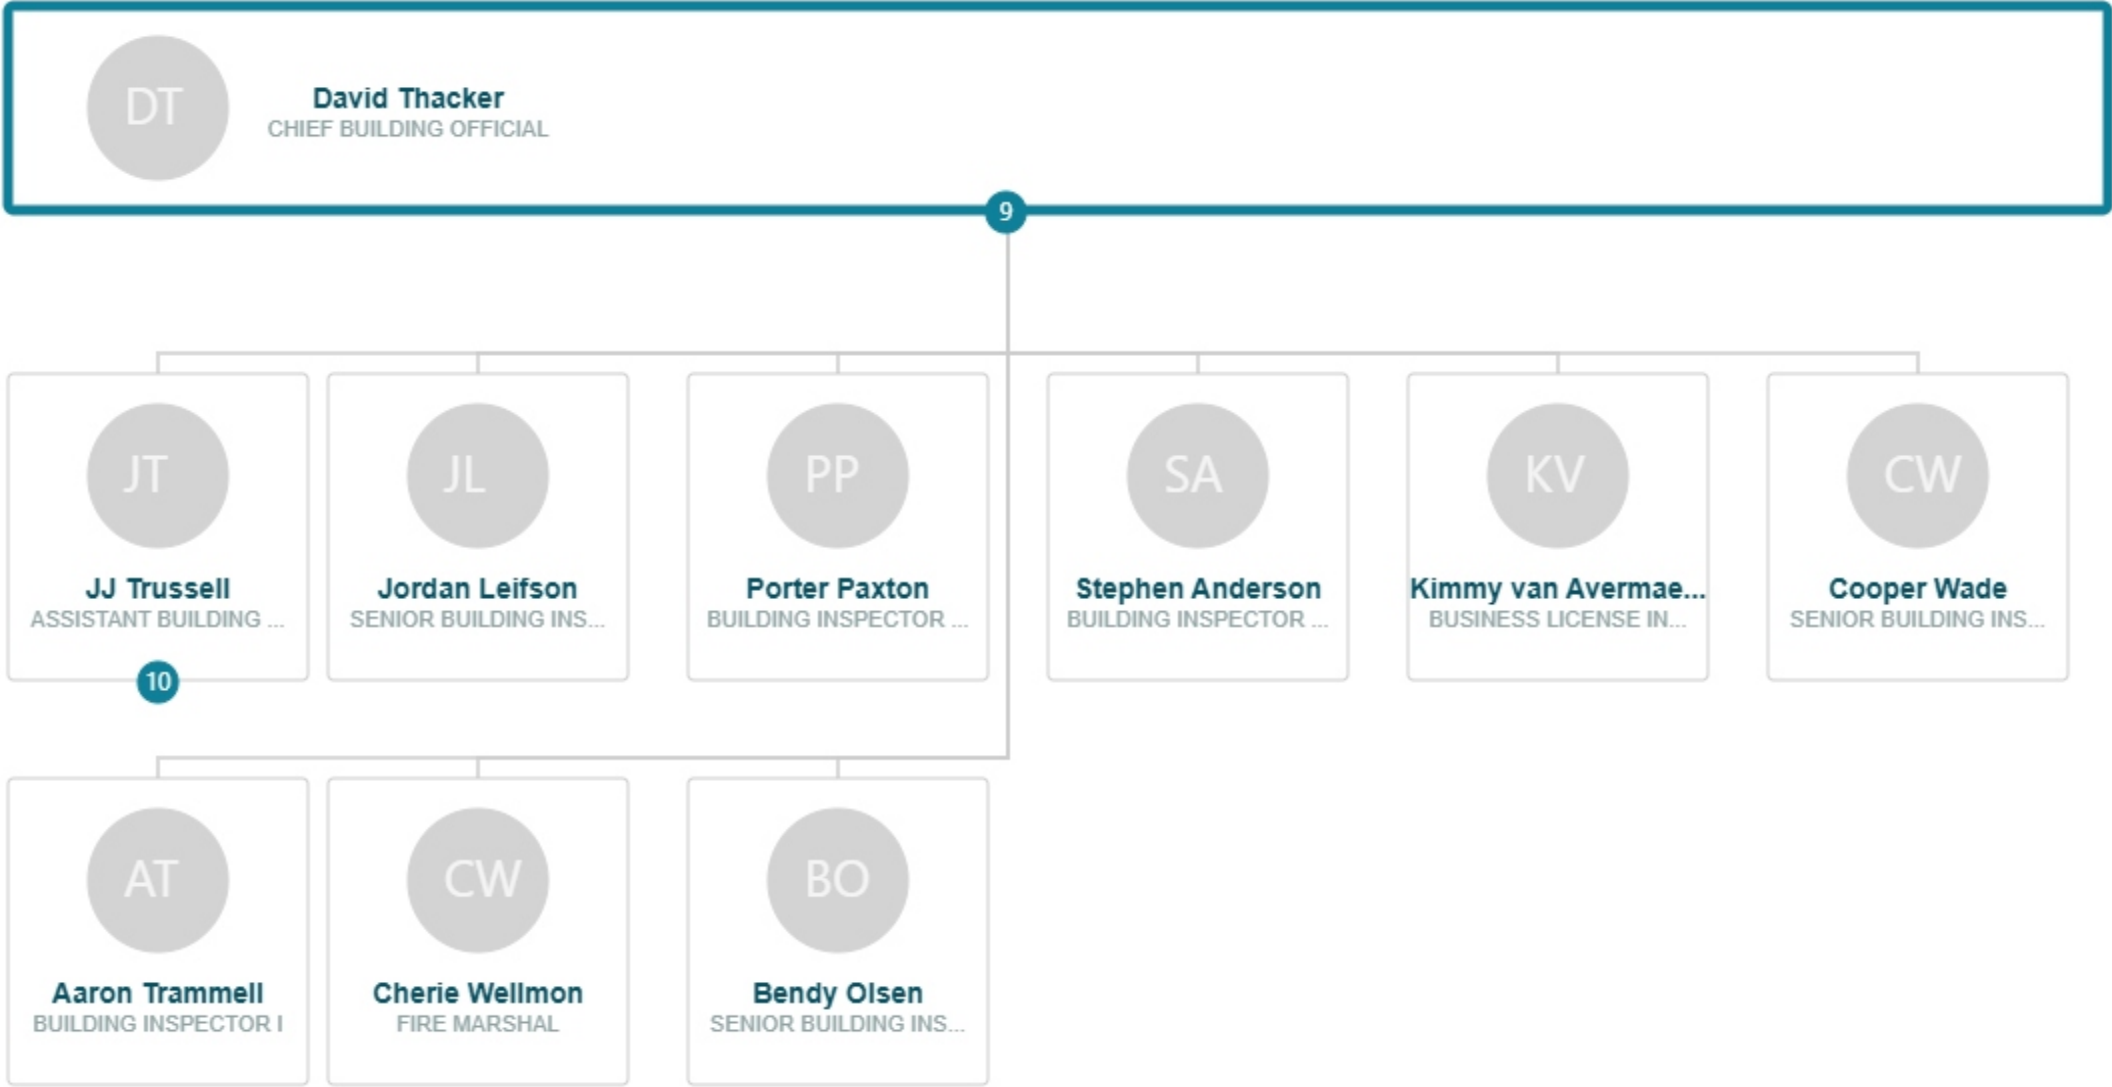 DT
David Thacker
CHIEF BUILDING OFFICIAL
9
JT
JJ Trussell
ASSISTANT BUILDING ...
10
JL
Jordan Leifson
SENIOR BUILDING INS...
PP
Porter Paxton
BUILDING INSPECTOR ...
SA
Stephen Anderson
BUILDING INSPECTOR ...
KV
Kimmy van Avermae...
BUSINESS LICENSE IN...
CW
Cooper Wade
SENIOR BUILDING INS...
AT
Aaron Trammell
BUILDING INSPECTOR I
CW
Cherie Wellmon
FIRE MARSHAL
BO
Bendy Olsen
SENIOR BUILDING INS...